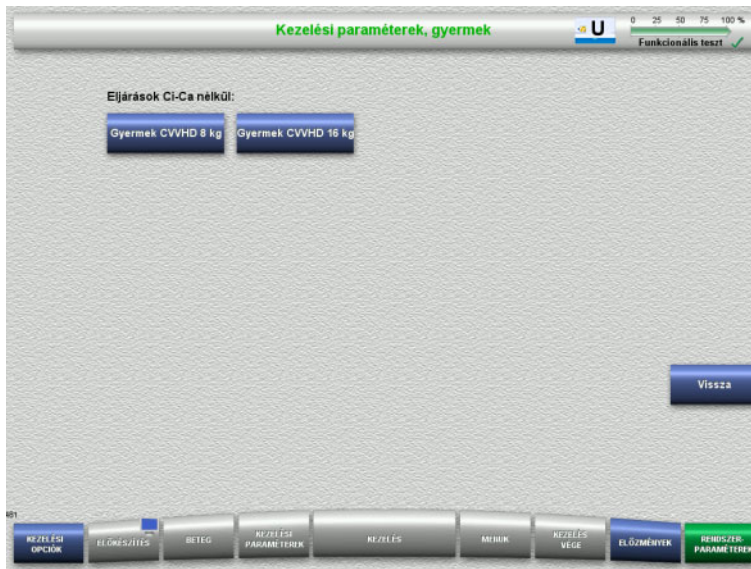 Kezelési paraméterek, gyermek
U
0 25 50 75 100 %
Funkcionális teszt
Eljárások Ci-Ca nélkül:
Gyermek CVVHD 8 kg Gyermek CVVHD 16 kg
Vissza
481
KEZELÉSI
OPCIÓK
ELŐKÉSZÍTÉS
BETEG
KEZELÉSI
PARAMÉTEREK
KEZELÉS
MENÜK
KEZELÉS
VÉGE
ELŐZMÉNYEK
RENDSZER-
PARAMÉTEREK